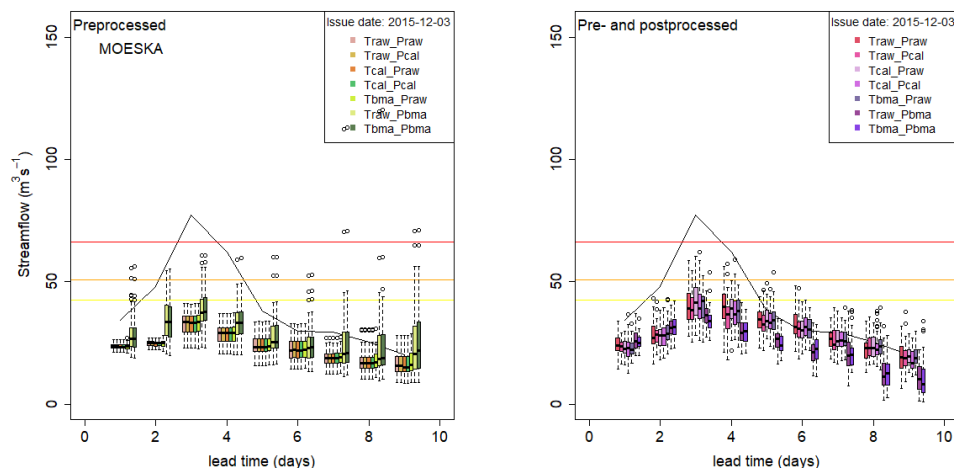 Preprocessed
MOESKA
Issue date: 2015-12-03
Traw_Praw
Traw_Pcal
Tcal_Praw
Tcal_Pcal
Tbma_Praw
Traw_Pbma
Tbma_Pbma
Streamflow (m³s⁻¹)
150
100
50
0
0 2 4 6 8 10
lead time (days)
Pre- and postprocessed
Issue date: 2015-12-03
Traw_Praw
Traw_Pcal
Tcal_Praw
Tcal_Pcal
Tbma_Praw
Traw_Pbma
Tbma_Pbma
150
100
50
0
0 2 4 6 8 10
lead time (days)